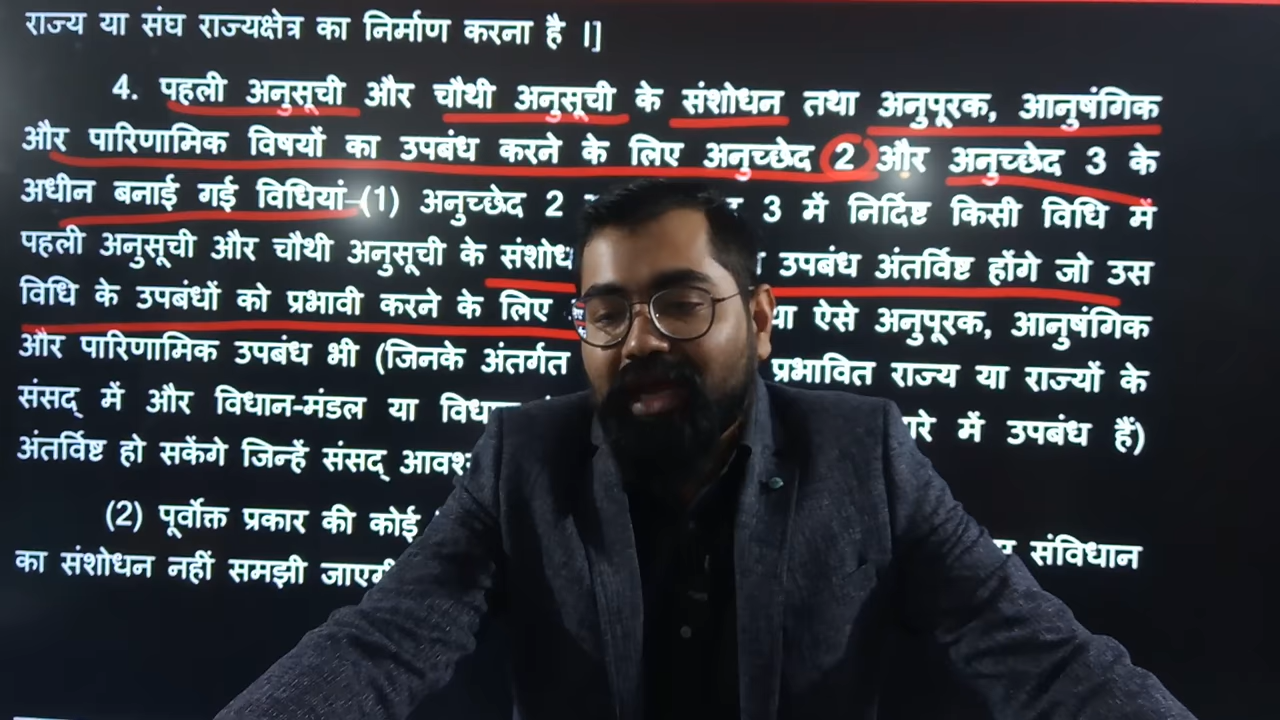 राज्य या संघ राज्यक्षेत्र का निर्माण करना है ।]
4. पहली अनुसूची और चौथी अनुसूची के संशोधन तथा अनुपूरक, आनुषंगिक
और पारिणामिक विषयों का उपबंध करने के लिए अनुच्छेद 2 और अनुच्छेद 3 के
अधीन बनाई गई विधियां–(1) अनुच्छेद 2 3 में निर्दिष्ट किसी विधि में
पहली अनुसूची और चौथी अनुसूची के उपबंध अंतर्विष्ट होंगे जो उस
विधि के उपबंधों को प्रभावी करने के लिए ऐसे अनुपूरक, आनुषंगिक
और पारिणामिक उपबंध भी (जिनके अंतर्गत प्रभावित राज्य या राज्यों के
संसद् में और विधान-मंडल या में उपबंध हैं)
अंतर्विष्ट हो सकेंगे जिन्हें संसद्
(2) पूर्वोक्त प्रकार की कोई संविधान
का संशोधन नहीं समझी